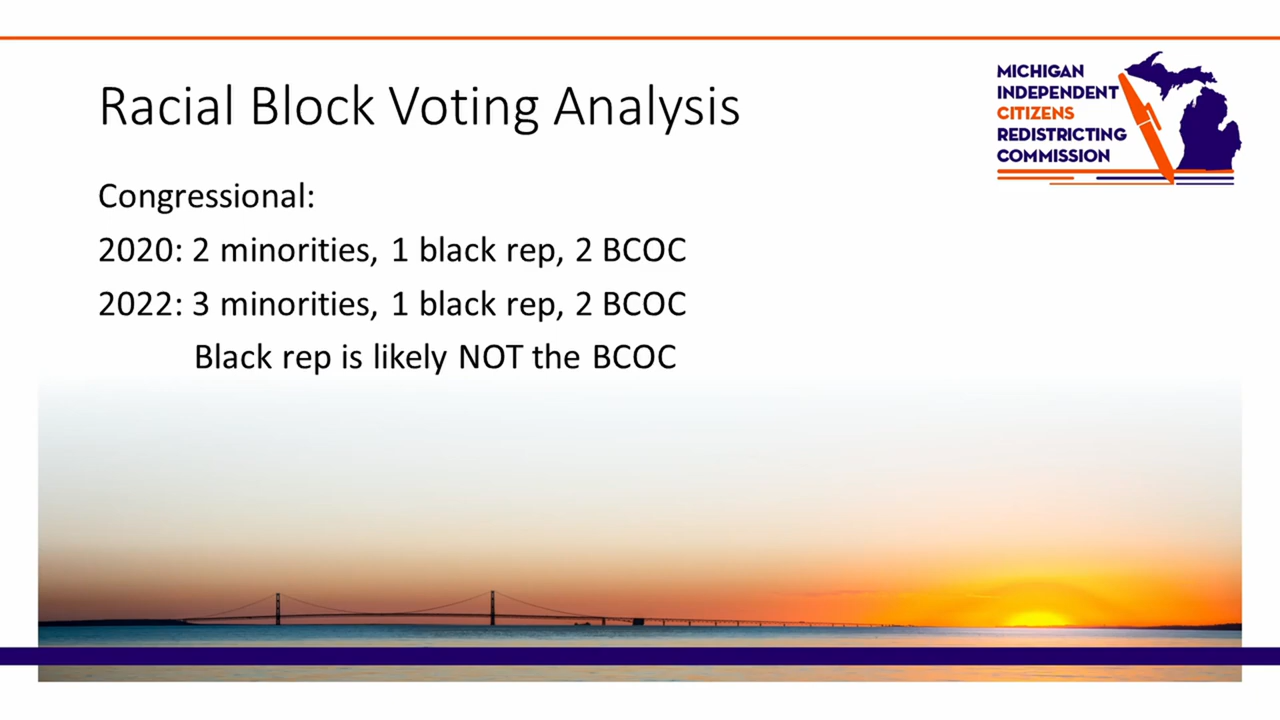 Racial Block Voting Analysis
MICHIGAN
INDEPENDENT
CITIZENS
REDISTRICTING
COMMISSION
Congressional:
2020: 2 minorities, 1 black rep, 2 BCOC
2022: 3 minorities, 1 black rep, 2 BCOC
Black rep is likely NOT the BCOC